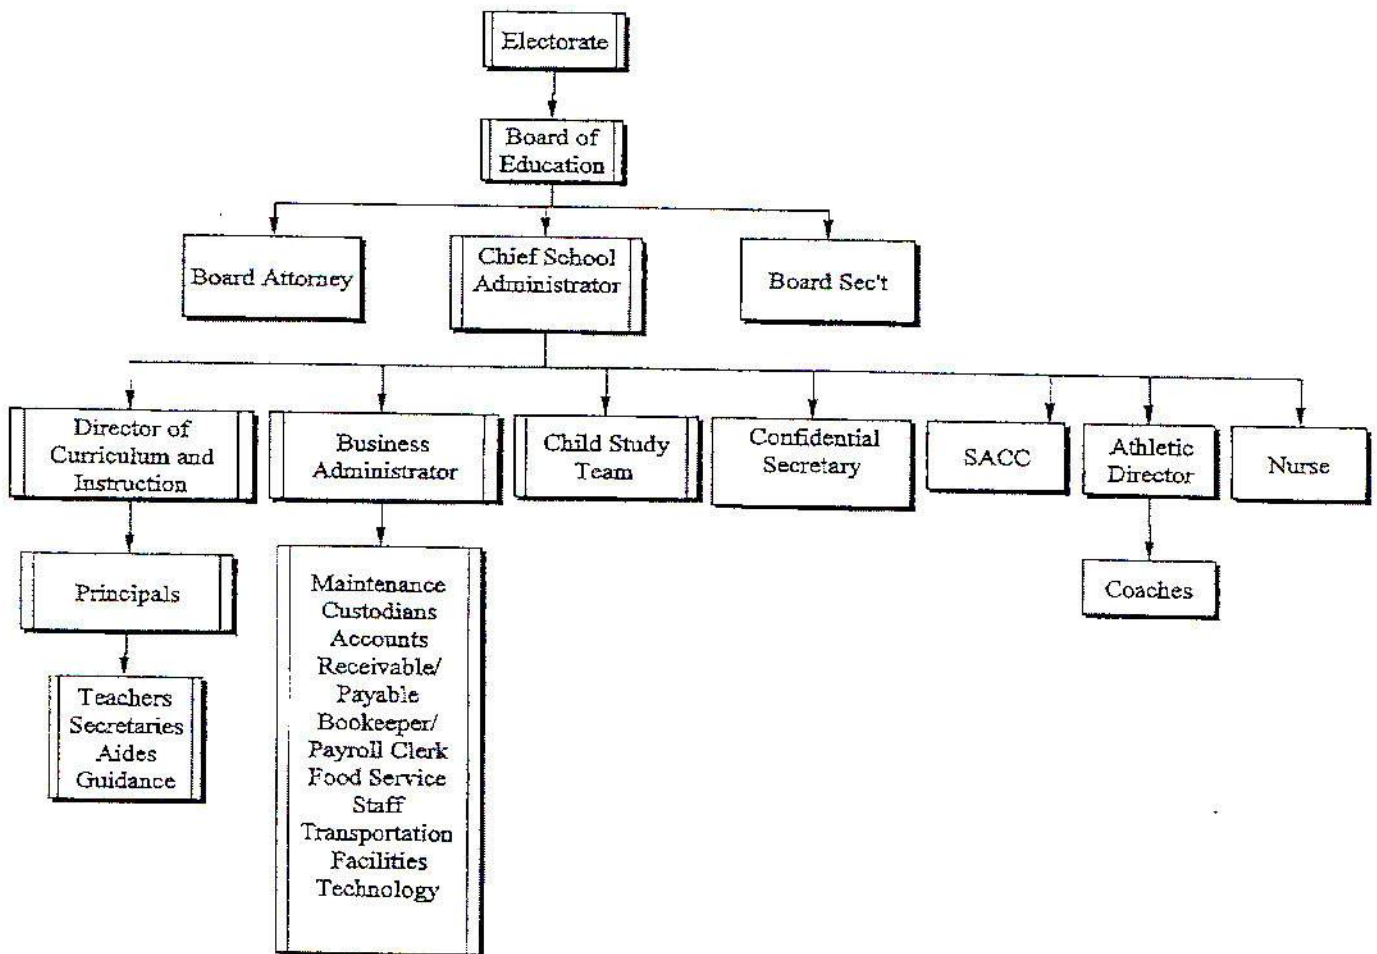 Electorate
Board of
Education
Board Attorney
Chief School
Administrator
Board Sec't
Director of
Curriculum and
Instruction
Business
Administrator
Child Study
Team
Confidential
Secretary
SACC
Athletic
Director
Nurse
Principals
Maintenance
Custodians
Accounts
Receivable/
Payable
Bookeeper/
Payroll Clerk
Food Service
Staff
Transportation
Facilities
Technology
Coaches
Teachers
Secretaries
Aides
Guidance